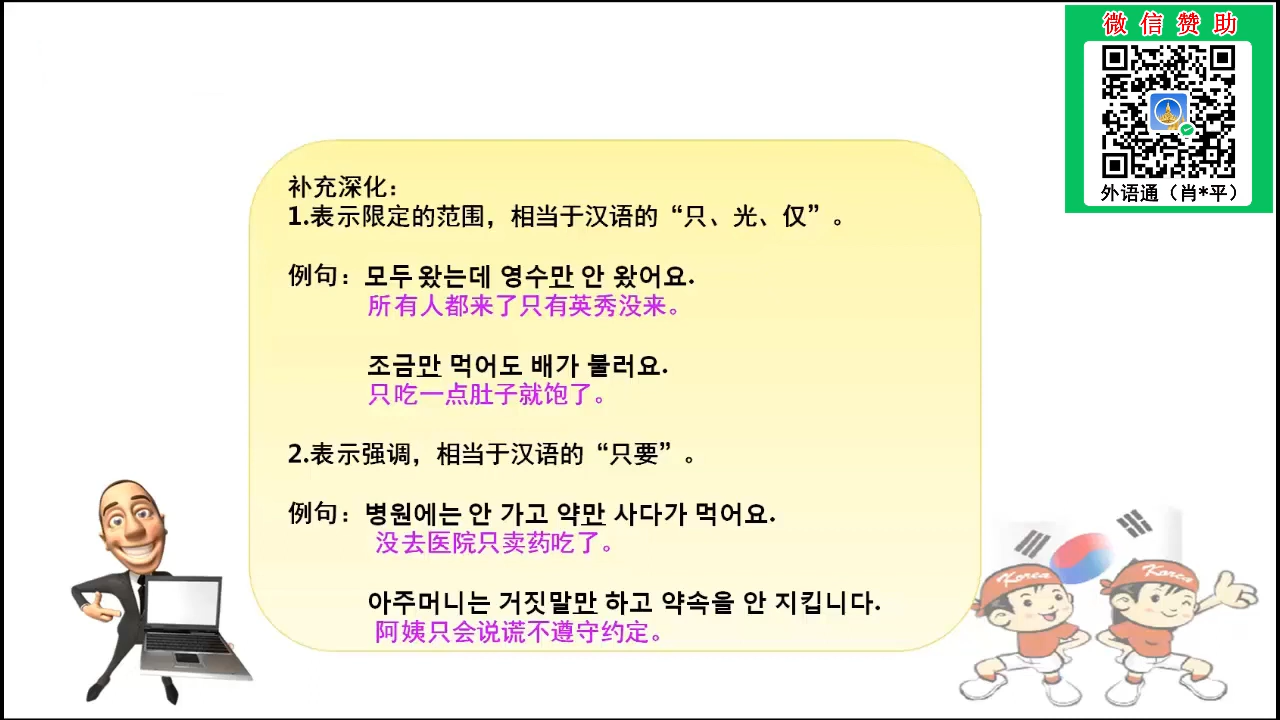 微信赞助
外语通（肖*平）
补充深化：
1.表示限定的范围，相当于汉语的“只、光、仅”。
例句：모두 왔는데 영수만 안 왔어요.
所有人都来了只有英秀没来。
조금만 먹어도 배가 불러요.
只吃一点肚子就饱了。
2.表示强调，相当于汉语的“只要”。
例句：병원에는 안 가고 약만 사다가 먹어요.
没去医院只卖药吃了。
아주머니는 거짓말만 하고 약속을 안 지킵니다.
阿姨只会说谎不遵守约定。
Korea
Korea